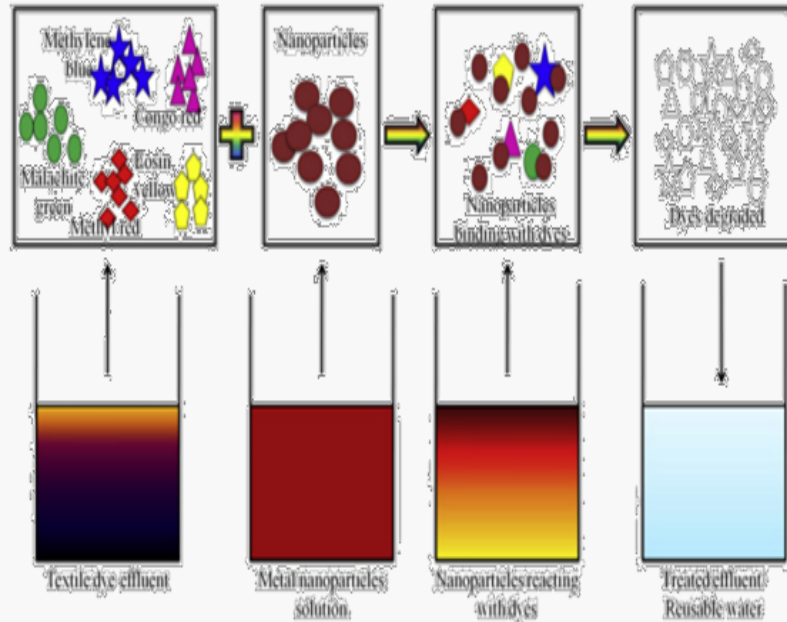 Methylene
blue
Congo red
Malachite
green
Eosin
yellow
Methyl red
Nanoparticles
Nanoparticles
binding with dyes
Dyes degraded
Textile dye effluent
Metal nanoparticles
solution
Nanoparticles reacting
with dyes
Treated effluent
Reusable water